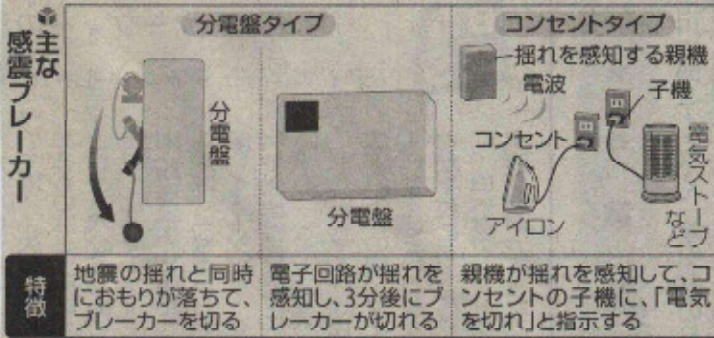 主な
感震ブレーカー
分電盤タイプ
コンセントタイプ
分電盤
分電盤
揺れを感知する親機
電波
子機
コンセント
アイロン
電気ストーブ
など
特徴
地震の揺れと同時
におもりが落ちて、
ブレーカーを切る
電子回路が揺れを
感知し、3分後にブ
レーカーが切れる
親機が揺れを感知して、コ
ンセントの子機に、「電気
を切れ」と指示する